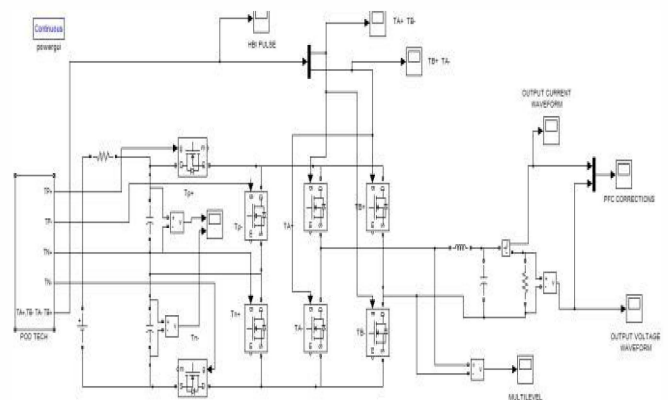 Continuous
powergui
HBI PULSE
TA+ TB-
TB+ TA-
OUTPUT CURRENT
WAVEFORM
PFC CORRECTIONS
TP+
TP-
TN+
TN-
TA+,TB- TA- TB+
POD TECH
Tp+
Tp-
TA+
TB+
Tn+
Tn-
TA-
TB-
OUTPUT VOLTAGE
WAVEFORM
MULTILEVEL